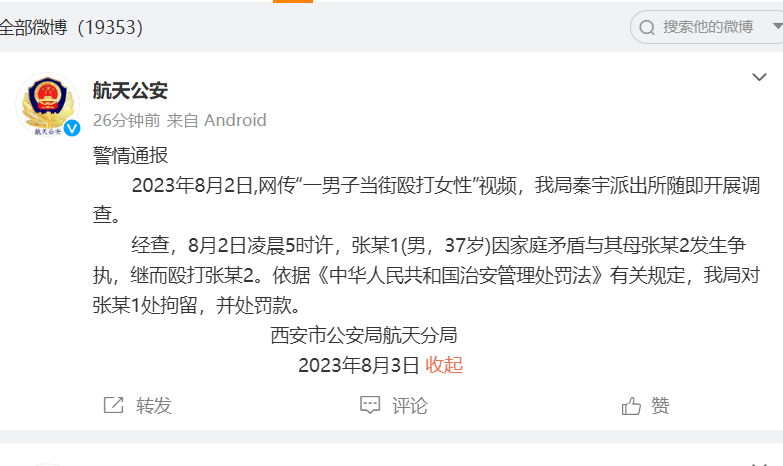 全部微博（19353）
搜索他的微博
航天公安
航天公安
26分钟前 来自 Android
警情通报
2023年8月2日,网传“一男子当街殴打女性”视频，我局秦宇派出所随即开展调
查。
经查，8月2日凌晨5时许，张某1(男，37岁)因家庭矛盾与其母张某2发生争
执，继而殴打张某2。依据《中华人民共和国治安管理处罚法》有关规定，我局对
张某1处拘留，并处罚款。
西安市公安局航天分局
2023年8月3日 收起
转发
评论
赞